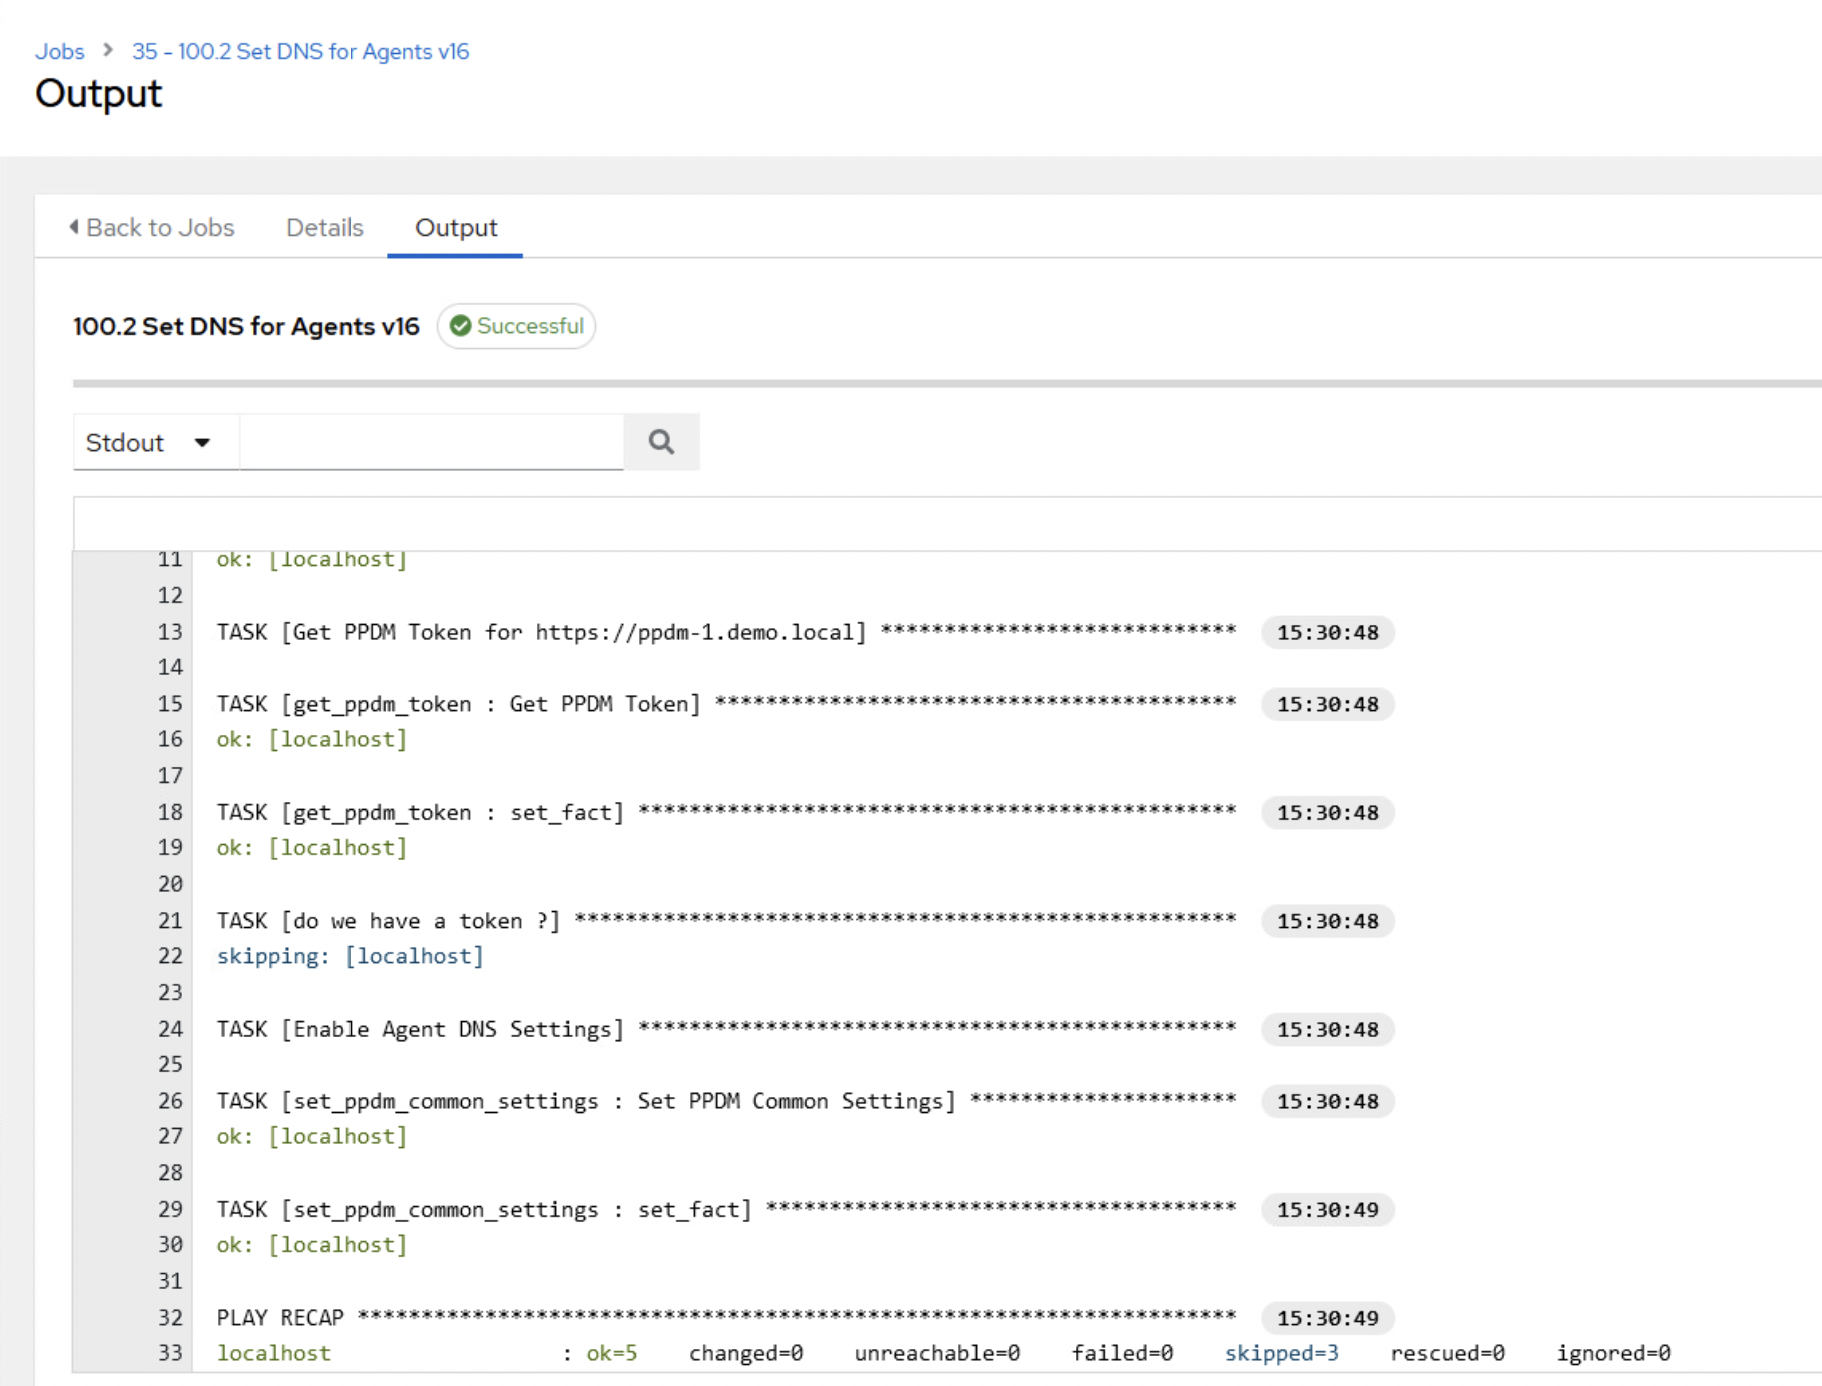 Jobs > 35 - 100.2 Set DNS for Agents v16
Output
Back to Jobs Details Output
100.2 Set DNS for Agents v16 Successful
Stdout
11 ok: [localhost]
12
13 TASK [Get PPDM Token for https://ppdm-1.demo.local] **************************** 15:30:48
14
15 TASK [get_ppdm_token : Get PPDM Token] ***************************************** 15:30:48
16 ok: [localhost]
17
18 TASK [get_ppdm_token : set_fact] *********************************************** 15:30:48
19 ok: [localhost]
20
21 TASK [do we have a token ?] **************************************************** 15:30:48
22 skipping: [localhost]
23
24 TASK [Enable Agent DNS Settings] *********************************************** 15:30:48
25
26 TASK [set_ppdm_common_settings : Set PPDM Common Settings] ********************* 15:30:48
27 ok: [localhost]
28
29 TASK [set_ppdm_common_settings : set_fact] ************************************* 15:30:49
30 ok: [localhost]
31
32 PLAY RECAP ********************************************************************* 15:30:49
33 localhost : ok=5 changed=0 unreachable=0 failed=0 skipped=3 rescued=0 ignored=0